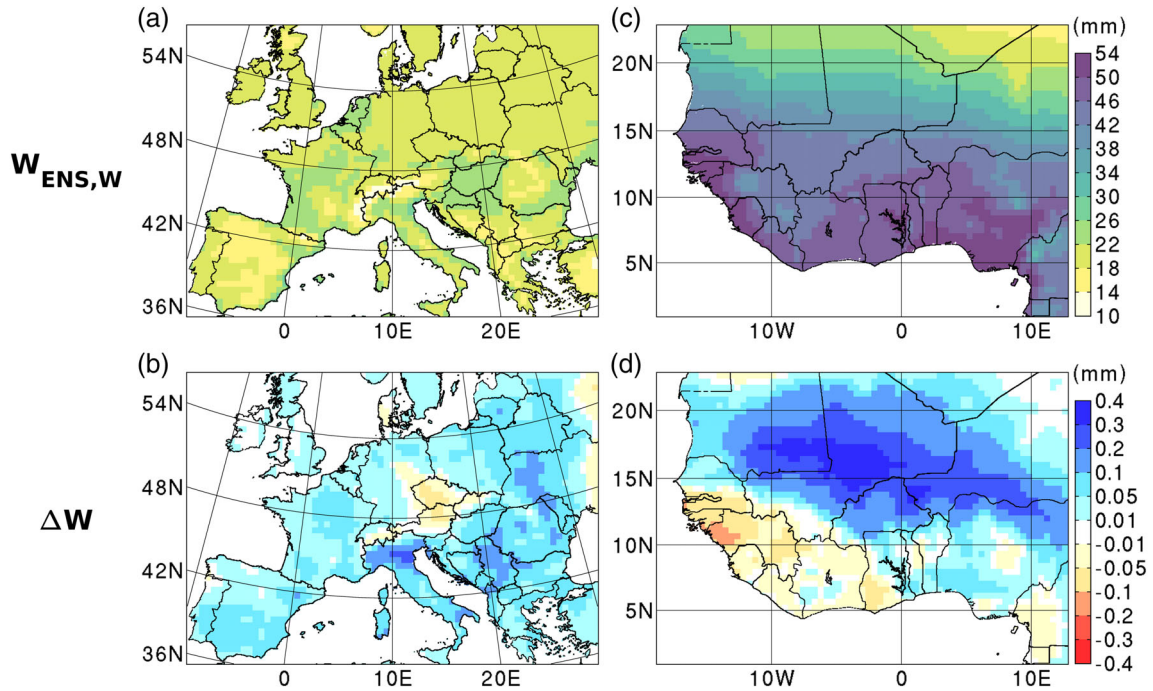 (a)
54N
48N
42N
36N
0 10E 20E
W_ENS,W
(c)
20N
15N
10N
5N
10W 0 10E
(mm)
54
50
46
42
38
34
30
26
22
18
14
10
(b)
54N
48N
42N
36N
0 10E 20E
ΔW
(d)
20N
15N
10N
5N
10W 0 10E
(mm)
0.4
0.3
0.2
0.1
0.05
0.01
-0.01
-0.05
-0.1
-0.2
-0.3
-0.4